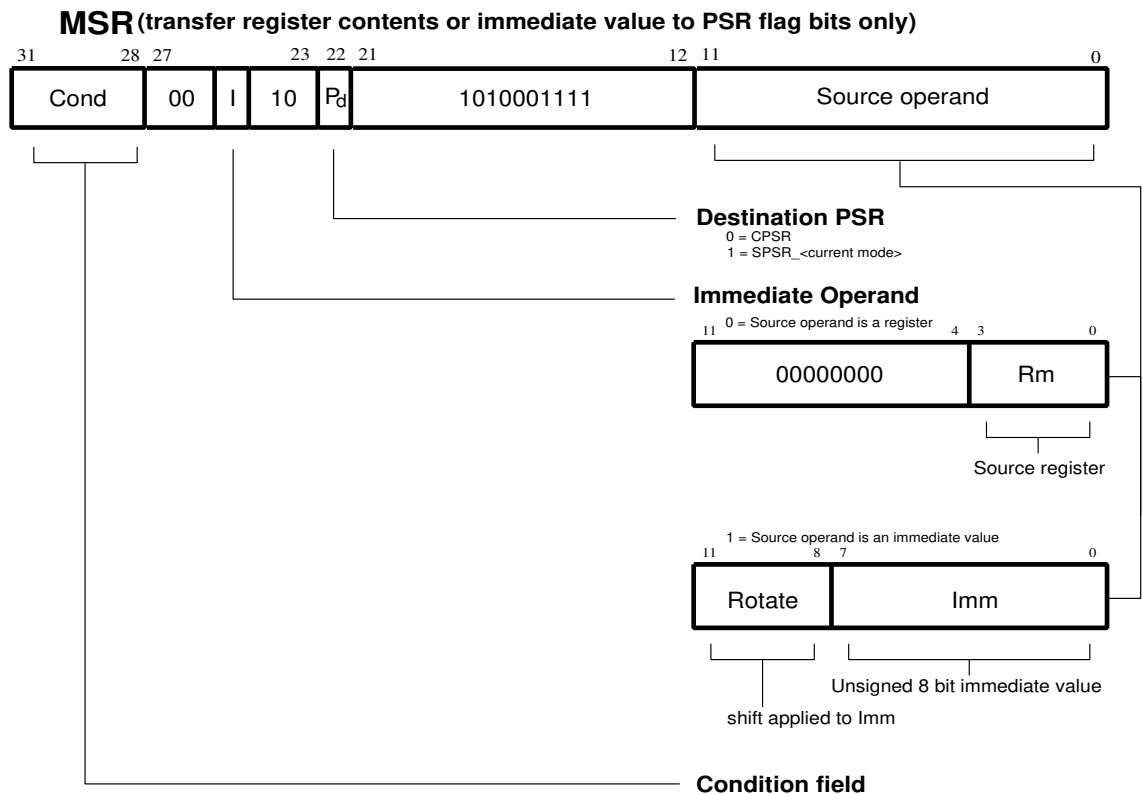 MSR (transfer register contents or immediate value to PSR flag bits only)
31 28 27 23 22 21 12 11 0
Cond 00 I 10 Pd 1010001111 Source operand
Destination PSR
0 = CPSR
1 = SPSR_<current mode>
Immediate Operand
0 = Source operand is a register
11 4 3 0
00000000 Rm
Source register
1 = Source operand is an immediate value
11 8 7 0
Rotate Imm
Unsigned 8 bit immediate value
shift applied to Imm
Condition field